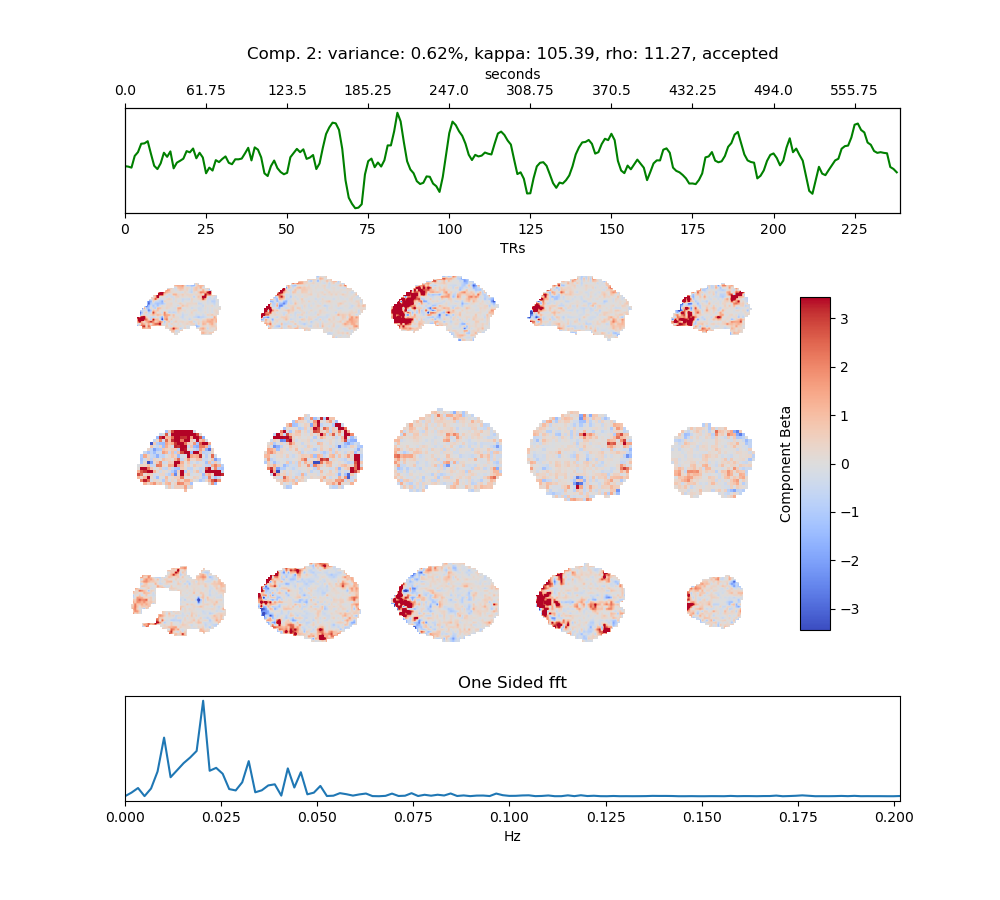 Comp. 2: variance: 0.62%, kappa: 105.39, rho: 11.27, accepted
seconds
0.0 61.75 123.5 185.25 247.0 308.75 370.5 432.25 494.0 555.75
0 25 50 75 100 125 150 175 200 225
TRs
3
2
1
0
−1
−2
−3
Component Beta
One Sided fft
0.000 0.025 0.050 0.075 0.100 0.125 0.150 0.175 0.200
Hz